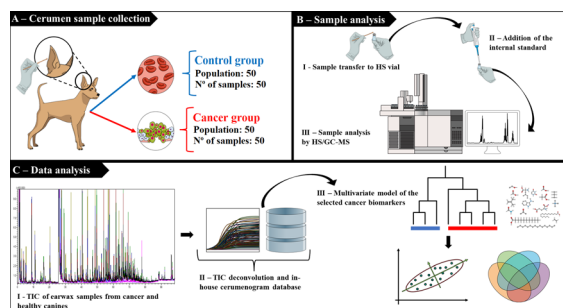 A – Cerumen sample collection
Control group
Population: 50
Nº of samples: 50
Cancer group
Population: 50
Nº of samples: 50
B – Sample analysis
I - Sample transfer to HS vial
II – Addition of the
internal standard
III – Sample analysis
by HS/GC-MS
C – Data analysis
I – TIC of earwax samples from cancer and
healthy canines
II – TIC deconvolution and in-
house cerumenogram database
III – Multivariate model of the
selected cancer biomarkers